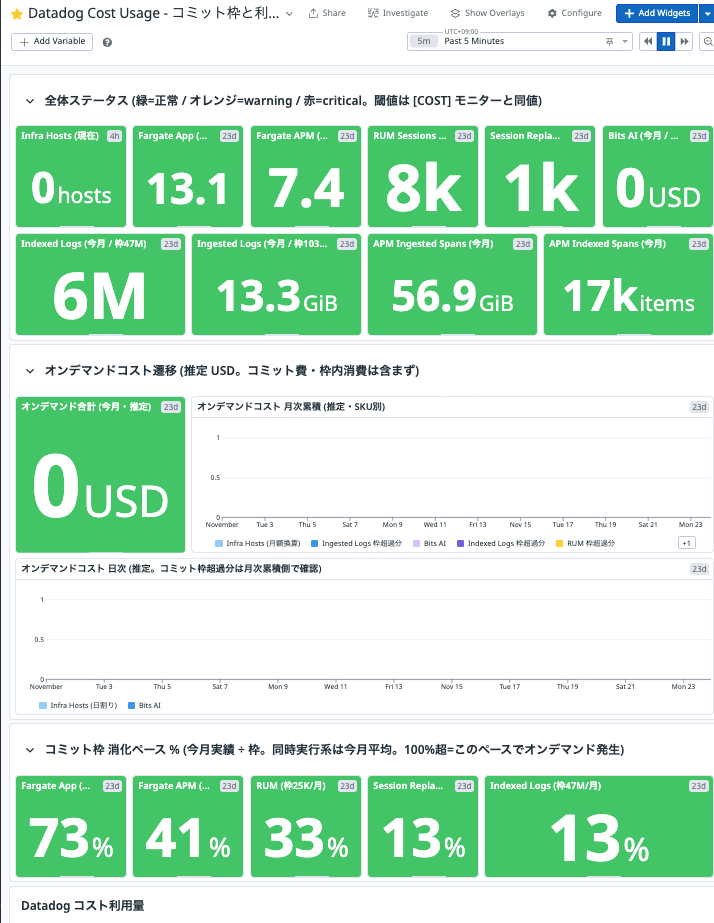 Datadog Cost Usage - コミット枠と利...
Share
Investigate
Show Overlays
Configure
Add Widgets
Add Variable
UTC+09:00
5m Past 5 Minutes
全体ステータス (緑=正常 / オレンジ=warning / 赤=critical。閾値は [COST] モニターと同値)
Infra Hosts (現在) 4h
0hosts
Fargate App (... 23d
13.1
Fargate APM (... 23d
7.4
RUM Sessions ... 23d
8k
Session Repla... 23d
1k
Bits AI (今月 / ... 23d
0USD
Indexed Logs (今月 / 枠47M) 23d
6M
Ingested Logs (今月 / 枠103... 23d
13.3GiB
APM Ingested Spans (今月) 23d
56.9GiB
APM Indexed Spans (今月) 23d
17kitems
オンデマンドコスト遷移 (推定 USD。コミット費・枠内消費は含まず)
オンデマンド合計 (今月・推定) 23d
0USD
オンデマンドコスト 月次累積 (推定・SKU別) 23d
1
0.5
0
November Tue 3 Thu 5 Sat 7 Mon 9 Wed 11 Fri 13 Nov 15 Tue 17 Thu 19 Sat 21 Mon 23
Infra Hosts (月額換算) Ingested Logs 枠超過分 Bits AI Indexed Logs 枠超過分 RUM 枠超過分 +1
オンデマンドコスト 日次 (推定。コミット枠超過分は月次累積側で確認) 23d
1
0.5
0
November Tue 3 Thu 5 Sat 7 Mon 9 Wed 11 Fri 13 Nov 15 Tue 17 Thu 19 Sat 21 Mon 23
Infra Hosts (日割り) Bits AI
コミット枠 消化ペース % (今月実績 ÷ 枠。同時実行系は今月平均。100%超=このペースでオンデマンド発生)
Fargate App (... 23d
73%
Fargate APM (... 23d
41%
RUM (枠25K/月) 23d
33%
Session Repla... 23d
13%
Indexed Logs (枠47M/月) 23d
13%
Datadog コスト利用量